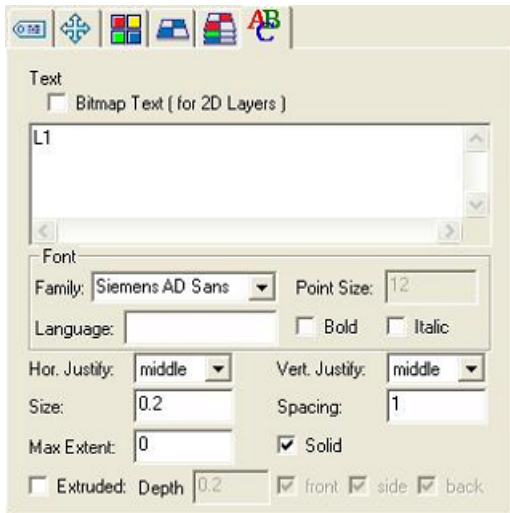 ABC
Text
Bitmap Text ( for 2D Layers )
L1
Font
Family: Siemens AD Sans Point Size: 12
Language: Bold Italic
Hor. Justify: middle Vert. Justify: middle
Size: 0.2 Spacing: 1
Max Extent: 0 Solid
Extruded: Depth 0.2 front side back